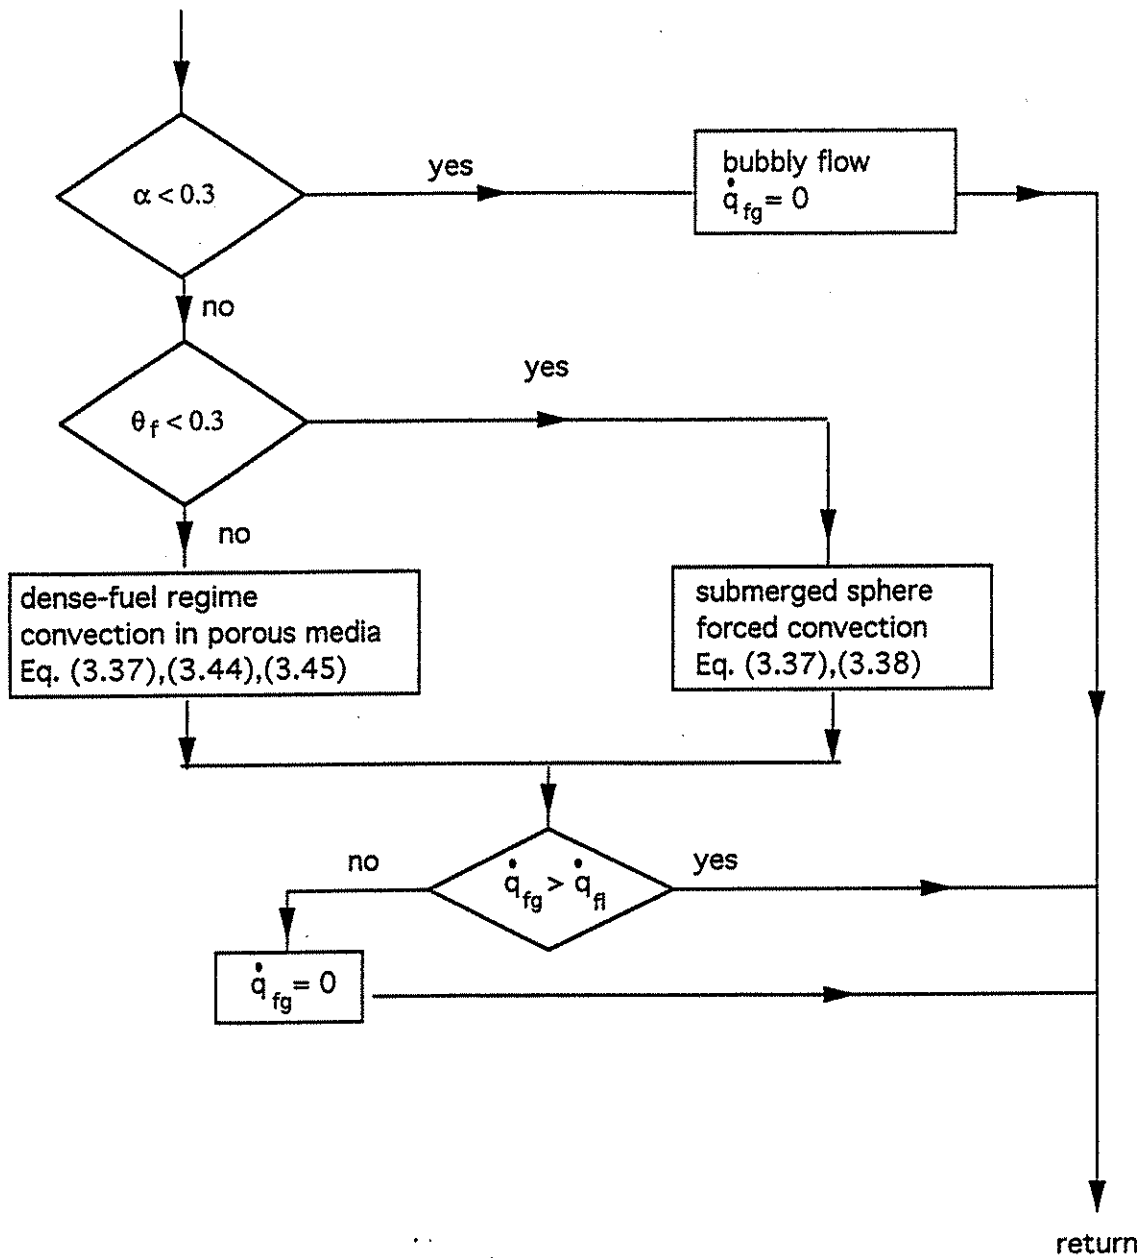 α < 0.3
yes
bubbly flow
q̇fg = 0
no
θf < 0.3
yes
no
dense-fuel regime
convection in porous media
Eq. (3.37),(3.44),(3.45)
submerged sphere
forced convection
Eq. (3.37),(3.38)
no
q̇fg > q̇fl
yes
q̇fg = 0
return